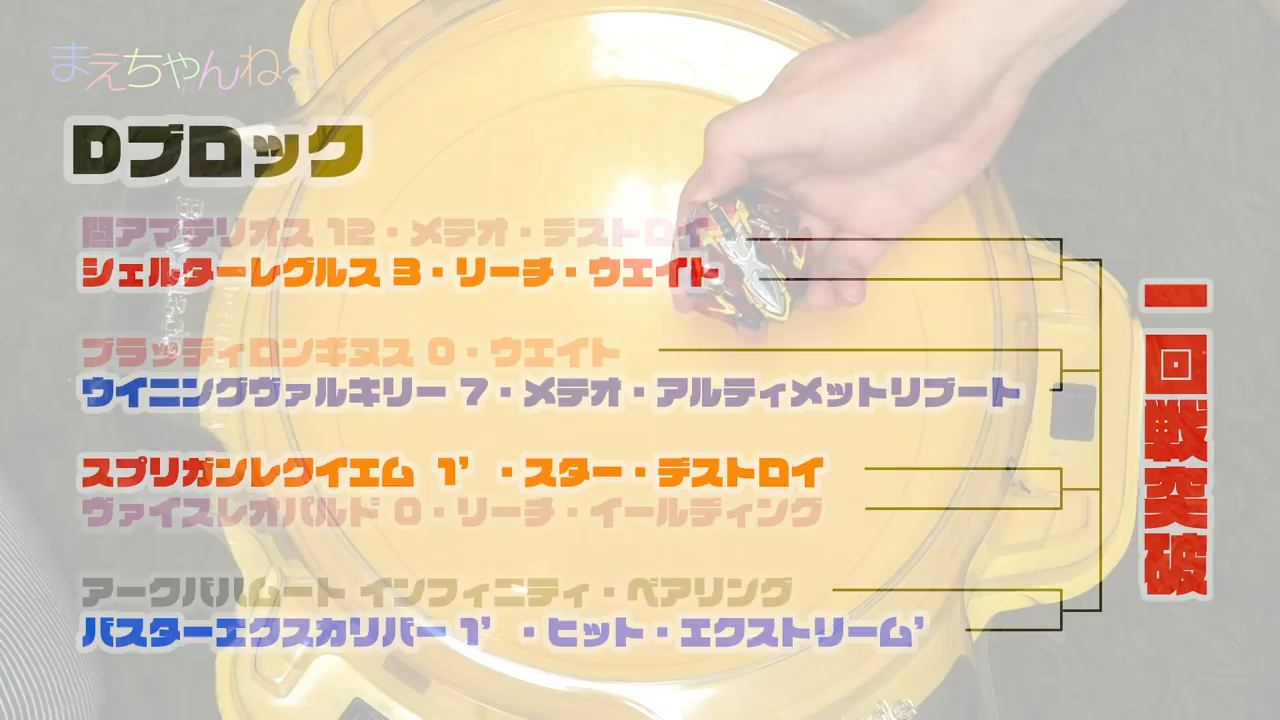 まえちゃんねる
Dブロック
闇アマテリオス 12・メテオ・デストロイ
シェルターレグルス 3・リーチ・ウエイト
ブラッディロンギヌス 0・ウエイト
ウイニングヴァルキリー 7・メテオ・アルティメットリブート
スプリガンレクイエム 1’・スター・デストロイ
ヴァイスレオパルド 0・リーチ・イールディング
アークバハムート インフィニティ・ベアリング
バスターエクスカリバー 1’・ヒット・エクストリーム’
一回戦突破